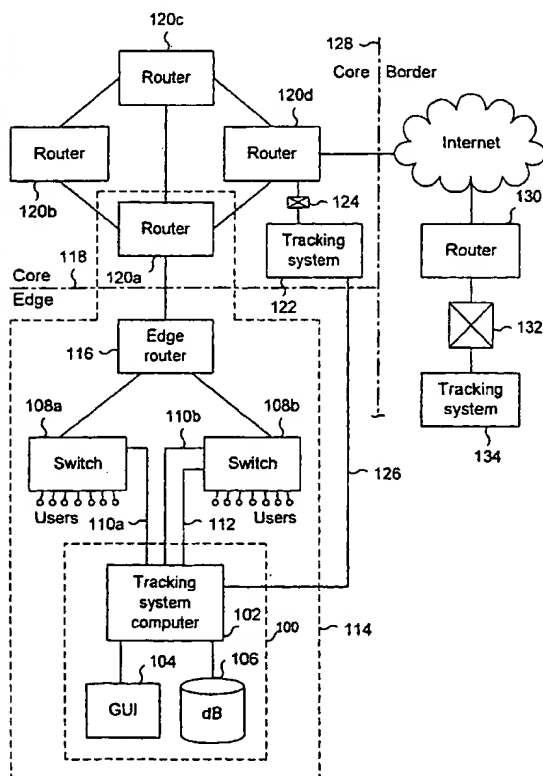 120c
Router
128
Core
Border
120d
Router
Router
Internet
120b
124
130
Router
Tracking system
Router
118
Core
120a
122
Edge
132
Edge router
116
Tracking system
108a
110b
108b
134
Switch
Switch
126
Users
110a
112
Users
Tracking system computer
102
100
114
104
106
GUI
dB